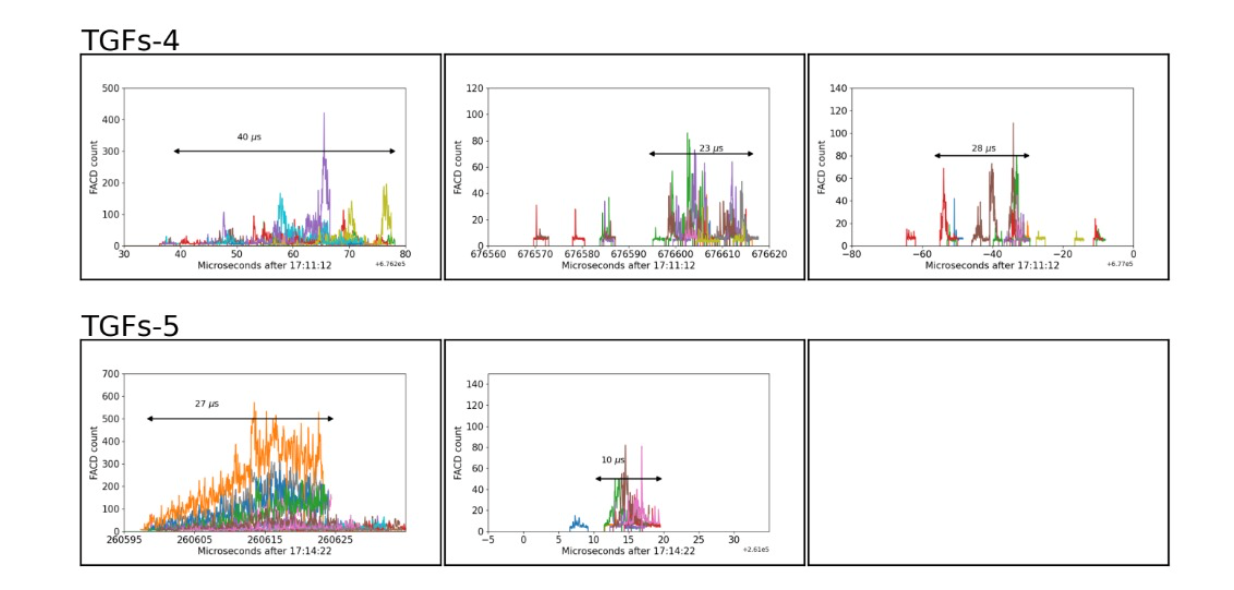 TGFs-4
500
400
300
200
100
0
FACD count
40 μs
30 40 50 60 70 80
Microseconds after 17:11:12
+6.762e5
120
100
80
60
40
20
0
FACD count
23 μs
676560 676570 676580 676590 676600 676610 676620
Microseconds after 17:11:12
140
120
100
80
60
40
20
0
FACD count
28 μs
−80 −60 −40 −20 0
Microseconds after 17:11:12
+6.77e5
TGFs-5
700
600
500
400
300
200
100
0
FACD count
27 μs
260595 260605 260615 260625
Microseconds after 17:14:22
140
120
100
80
60
40
20
0
FACD count
10 μs
−5 0 5 10 15 20 25 30
Microseconds after 17:14:22
+2.61e5